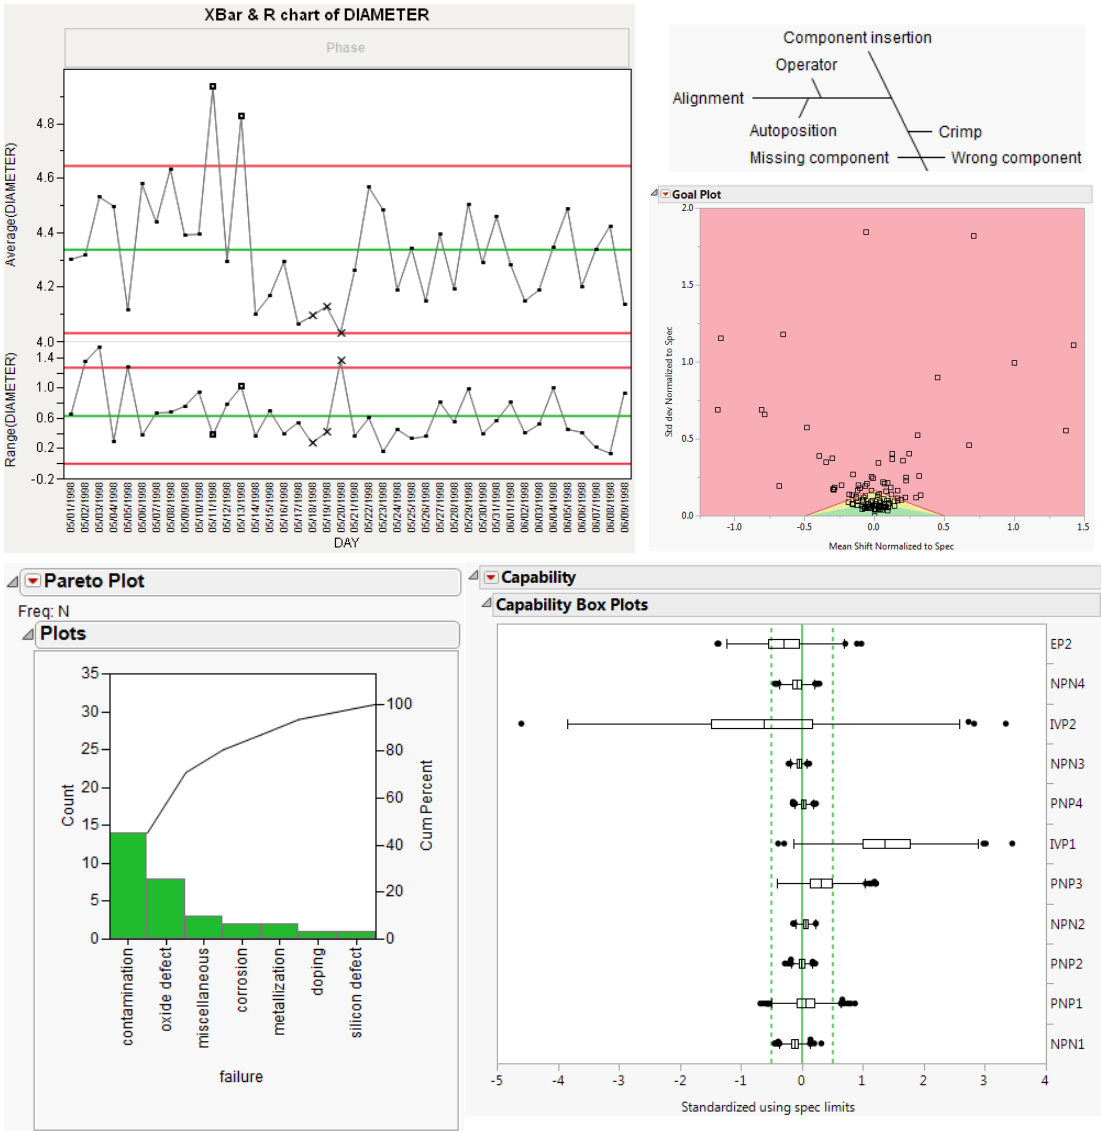 XBar & R chart of DIAMETER
Phase
Average(DIAMETER)
4.8
4.6
4.4
4.2
4.0
Range(DIAMETER)
1.4
1.0
0.6
0.2
-0.2
05/01/1998
05/02/1998
05/03/1998
05/04/1998
05/05/1998
05/06/1998
05/07/1998
05/08/1998
05/09/1998
05/10/1998
05/11/1998
05/12/1998
05/13/1998
05/14/1998
05/15/1998
05/16/1998
05/17/1998
05/18/1998
05/19/1998
05/20/1998
05/21/1998
05/22/1998
05/23/1998
05/24/1998
05/25/1998
05/26/1998
05/27/1998
05/28/1998
05/29/1998
05/30/1998
05/31/1998
06/01/1998
06/02/1998
06/03/1998
06/04/1998
06/05/1998
06/06/1998
06/07/1998
06/08/1998
06/09/1998
DAY
Component insertion
Operator
Alignment
Autoposition
Crimp
Missing component
Wrong component
Goal Plot
Std dev Normalized to Spec
2.0
1.5
1.0
0.5
0.0
-1.0
-0.5
0.0
0.5
1.0
1.5
Mean Shift Normalized to Spec
Pareto Plot
Freq: N
Plots
Count
35
30
25
20
15
10
5
0
100
80
60
40
20
0
Cum Percent
contamination
oxide defect
miscellaneous
corrosion
metallization
doping
silicon defect
failure
Capability
Capability Box Plots
EP2
NPN4
IVP2
NPN3
PNP4
IVP1
PNP3
NPN2
PNP2
PNP1
NPN1
-5
-4
-3
-2
-1
0
1
2
3
4
Standardized using spec limits